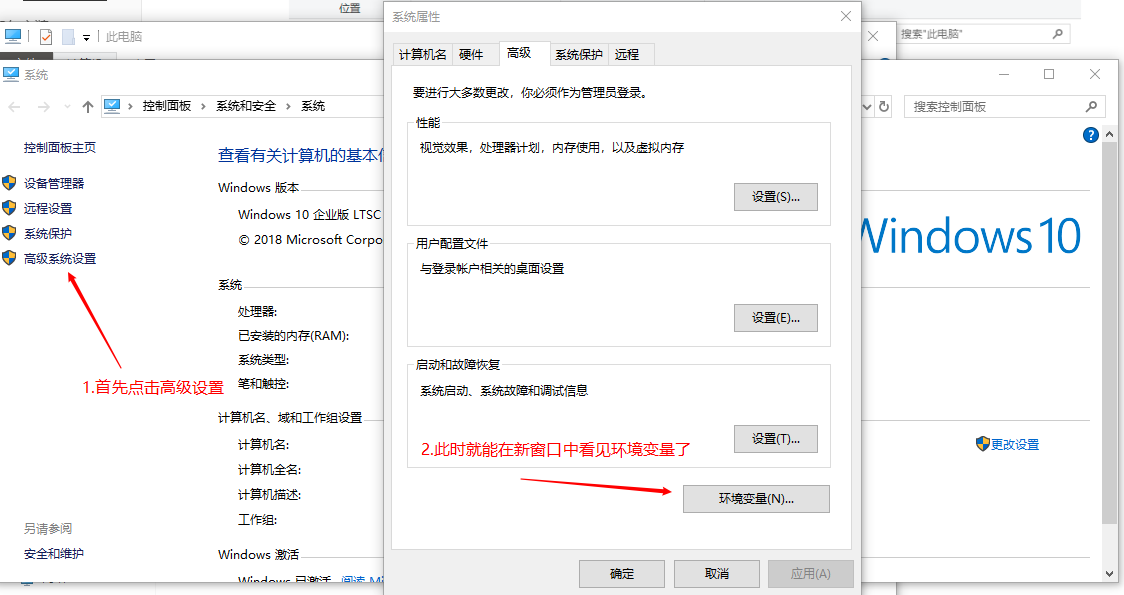 位置
此电脑
搜索"此电脑"
系统
控制面板 › 系统和安全 › 系统
搜索控制面板
控制面板主页
设备管理器
远程设置
系统保护
高级系统设置
1.首先点击高级设置
另请参阅
安全和维护
查看有关计算机的基本
Windows 版本
Windows 10 企业版 LTSC
© 2018 Microsoft Corpo
Windows 10
系统
处理器:
已安装的内存(RAM):
系统类型:
笔和触控:
计算机名、域和工作组设置
计算机名:
计算机全名:
计算机描述:
工作组:
更改设置
Windows 激活
Windows 已激活 阅读 Mi
系统属性
计算机名 硬件 高级 系统保护 远程
要进行大多数更改，你必须作为管理员登录。
性能
视觉效果，处理器计划，内存使用，以及虚拟内存
设置(S)...
用户配置文件
与登录帐户相关的桌面设置
设置(E)...
启动和故障恢复
系统启动、系统故障和调试信息
设置(T)...
2.此时就能在新窗口中看见环境变量了
环境变量(N)...
确定 取消 应用(A)